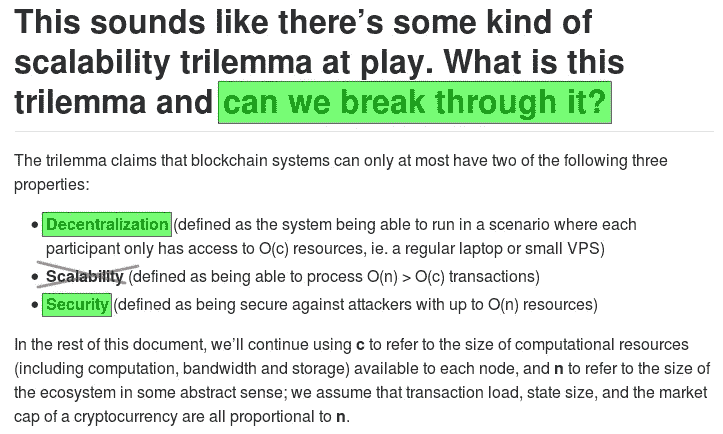 This sounds like there's some kind of
scalability trilemma at play. What is this
trilemma and can we break through it?
The trilemma claims that blockchain systems can only at most have two of the following three
properties:
• Decentralization (defined as the system being able to run in a scenario where each
participant only has access to O(c) resources, ie. a regular laptop or small VPS)
• Scalability (defined as being able to process O(n) > O(c) transactions)
• Security (defined as being secure against attackers with up to O(n) resources)
In the rest of this document, we'll continue using c to refer to the size of computational resources
(including computation, bandwidth and storage) available to each node, and n to refer to the size of
the ecosystem in some abstract sense; we assume that transaction load, state size, and the market
cap of a cryptocurrency are all proportional to n.